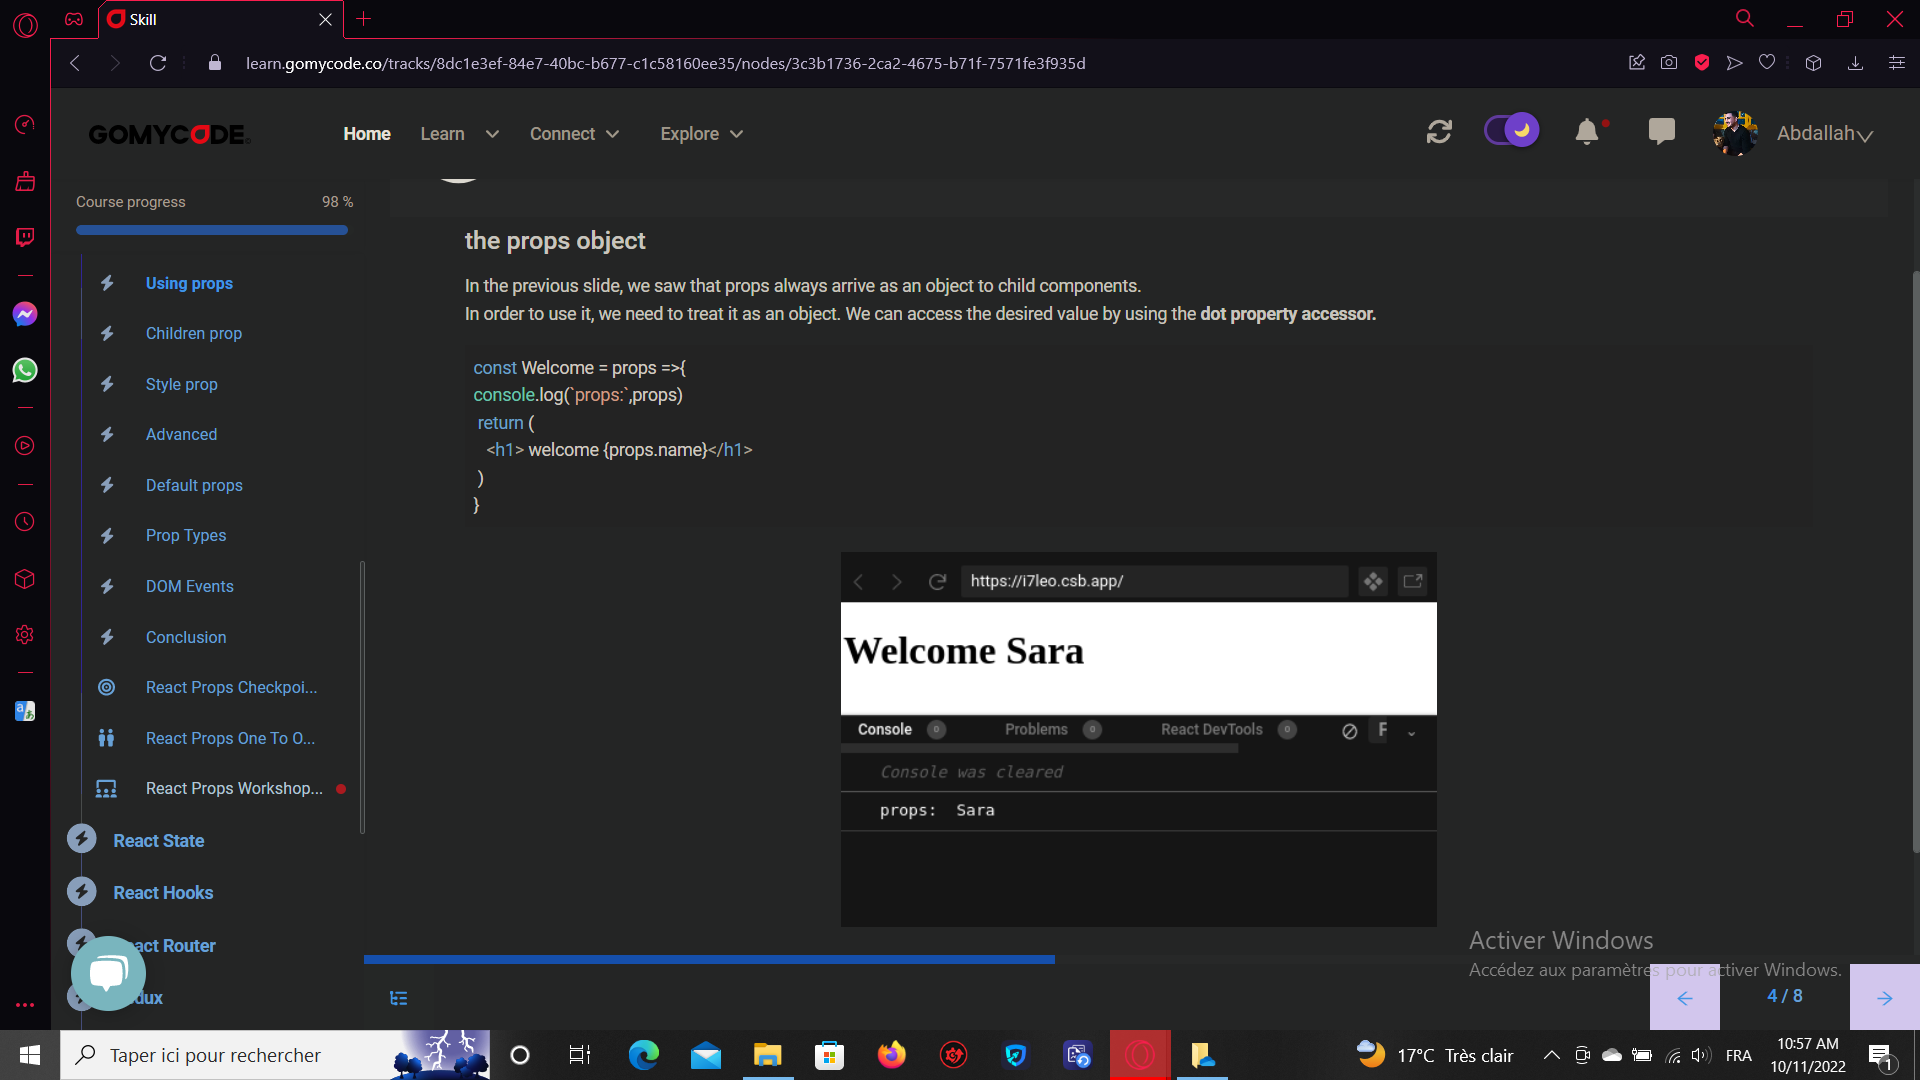 Skill
learn.gomycode.co/tracks/8dc1e3ef-84e7-40bc-b677-c1c58160ee35/nodes/3c3b1736-2ca2-4675-b71f-7571fe3f935d
GOMYCODE
Home
Learn
Connect
Explore
Abdallah
Course progress
98 %
Using props
Children prop
Style prop
Advanced
Default props
Prop Types
DOM Events
Conclusion
React Props Checkpoi...
React Props One To O...
React Props Workshop...
React State
React Hooks
act Router
dux
the props object
In the previous slide, we saw that props always arrive as an object to child components.
In order to use it, we need to treat it as an object. We can access the desired value by using the dot property accessor.
const Welcome = props =>{
console.log(`props:`,props)
return (
<h1> welcome {props.name}</h1>
)
}
https://i7leo.csb.app/
Welcome Sara
Console 0
Problems 0
React DevTools 0
F
Console was cleared
props: Sara
Activer Windows
Accédez aux paramètres pour activer Windows.
4 / 8
Taper ici pour rechercher
17°C Très clair
FRA
10:57 AM
10/11/2022
1